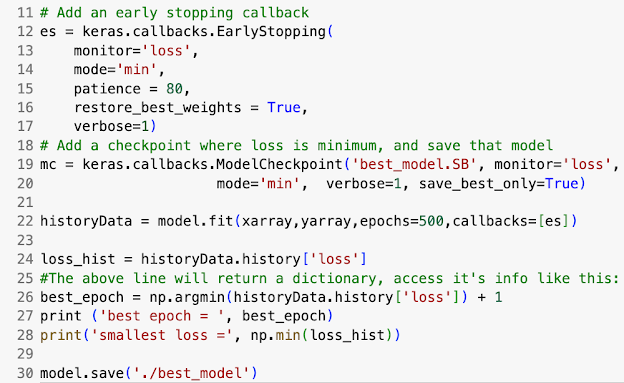 11 # Add an early stopping callback
12 es = keras.callbacks.EarlyStopping(
13     monitor='loss',
14     mode='min',
15     patience = 80,
16     restore_best_weights = True,
17     verbose=1)
18 # Add a checkpoint where loss is minimum, and save that model
19 mc = keras.callbacks.ModelCheckpoint('best_model.SB', monitor='loss',
20                      mode='min',  verbose=1, save_best_only=True)
21
22 historyData = model.fit(xarray,yarray,epochs=500,callbacks=[es])
23
24 loss_hist = historyData.history['loss']
25 #The above line will return a dictionary, access it's info like this:
26 best_epoch = np.argmin(historyData.history['loss']) + 1
27 print ('best epoch = ', best_epoch)
28 print('smallest loss =', np.min(loss_hist))
29
30 model.save('./best_model')